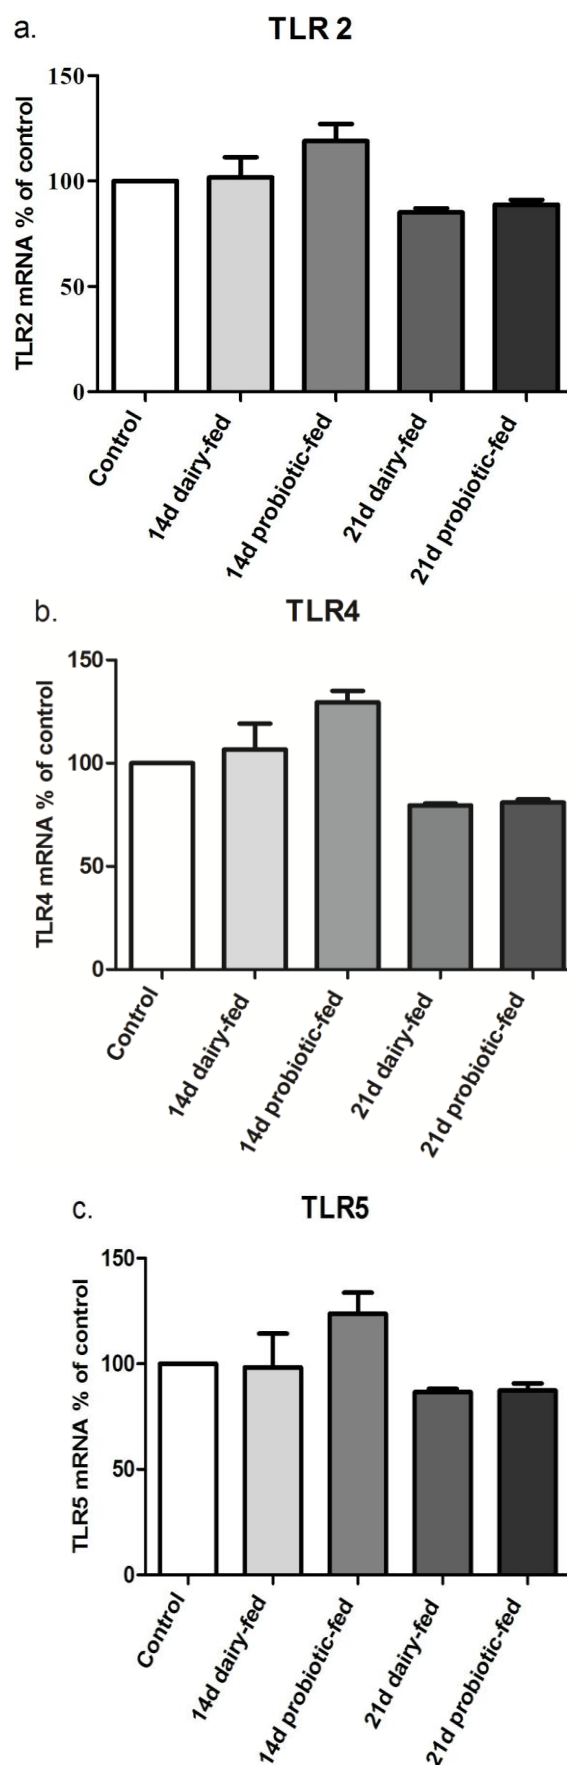 a.
TLR 2
TLR2 mRNA % of control
150
100
50
0
Control
14d dairy-fed
14d probiotic-fed
21d dairy-fed
21d probiotic-fed
b.
TLR4
TLR4 mRNA % of control
150
100
50
0
Control
14d dairy-fed
14d probiotic-fed
21d dairy-fed
21d probiotic-fed
c.
TLR5
TLR5 mRNA % of control
150
100
50
0
Control
14d dairy-fed
14d probiotic-fed
21d dairy-fed
21d probiotic-fed